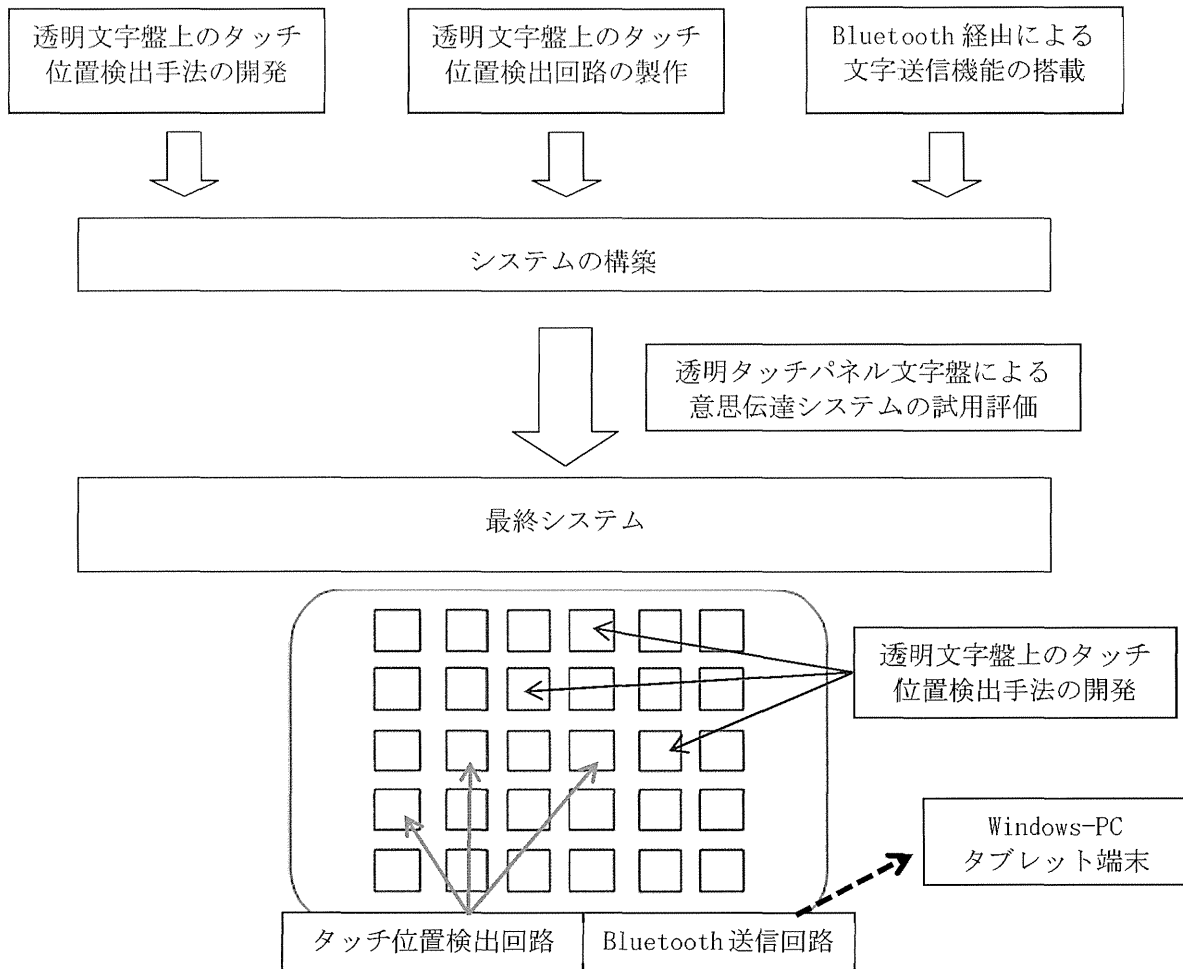 透明文字盤上のタッチ
位置検出手法の開発
透明文字盤上のタッチ
位置検出回路の製作
Bluetooth 経由による
文字送信機能の搭載
システムの構築
透明タッチパネル文字盤による
意思伝達システムの試用評価
最終システム
透明文字盤上のタッチ
位置検出手法の開発
Windows-PC
タブレット端末
タッチ位置検出回路
Bluetooth 送信回路